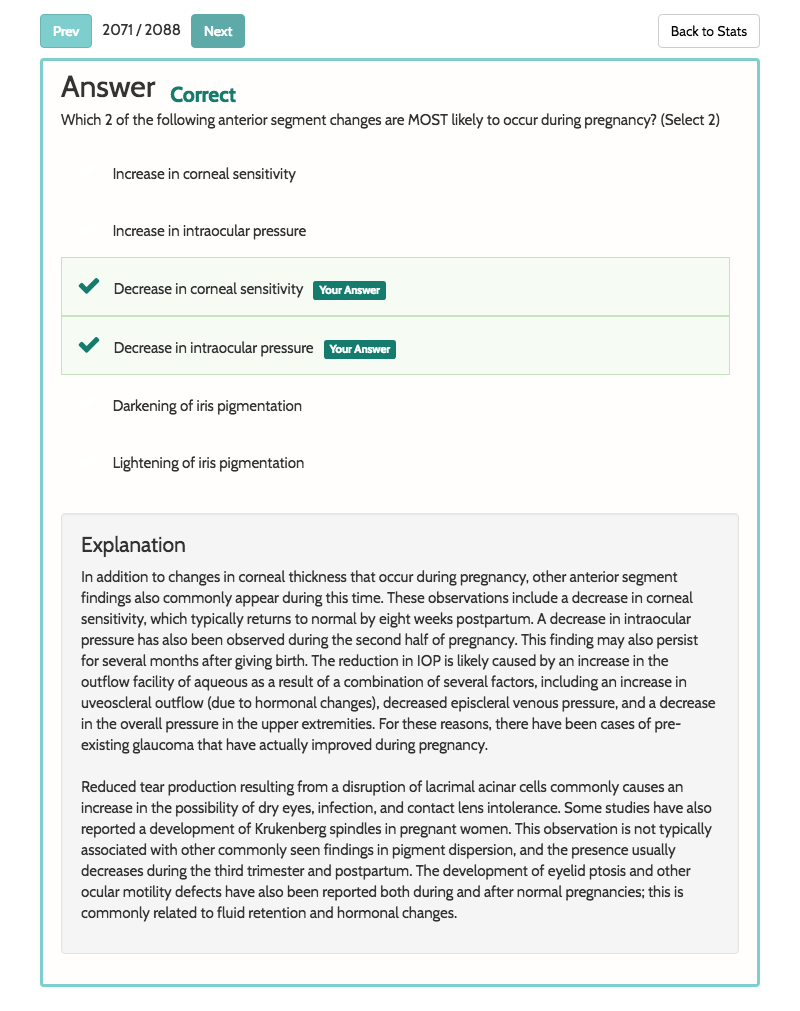 Prev 2071 / 2088 Next Back to Stats
Answer Correct
Which 2 of the following anterior segment changes are MOST likely to occur during pregnancy? (Select 2)
Increase in corneal sensitivity
Increase in intraocular pressure
Decrease in corneal sensitivity Your Answer
Decrease in intraocular pressure Your Answer
Darkening of iris pigmentation
Lightening of iris pigmentation
Explanation
In addition to changes in corneal thickness that occur during pregnancy, other anterior segment
findings also commonly appear during this time. These observations include a decrease in corneal
sensitivity, which typically returns to normal by eight weeks postpartum. A decrease in intraocular
pressure has also been observed during the second half of pregnancy. This finding may also persist
for several months after giving birth. The reduction in IOP is likely caused by an increase in the
outflow facility of aqueous as a result of a combination of several factors, including an increase in
uveoscleral outflow (due to hormonal changes), decreased episcleral venous pressure, and a decrease
in the overall pressure in the upper extremities. For these reasons, there have been cases of pre-
existing glaucoma that have actually improved during pregnancy.
Reduced tear production resulting from a disruption of lacrimal acinar cells commonly causes an
increase in the possibility of dry eyes, infection, and contact lens intolerance. Some studies have also
reported a development of Krukenberg spindles in pregnant women. This observation is not typically
associated with other commonly seen findings in pigment dispersion, and the presence usually
decreases during the third trimester and postpartum. The development of eyelid ptosis and other
ocular motility defects have also been reported both during and after normal pregnancies; this is
commonly related to fluid retention and hormonal changes.